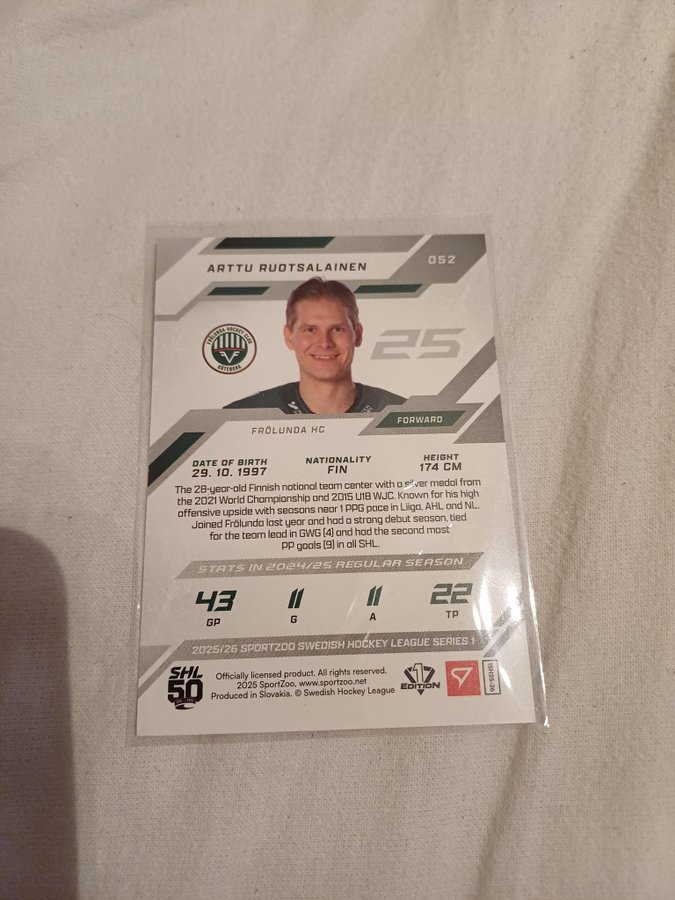 ARTTU RUOTSALAINEN
052
FRÖLUNDA HOCKEY CLUB
GÖTEBORG
25
FORWARD
FRÖLUNDA HC
DATE OF BIRTH
29. 10. 1997
NATIONALITY
FIN
HEIGHT
174 CM
The 28-year-old Finnish national team center with a silver medal from
the 2021 World Championship and 2015 U18 WJC. Known for his high
offensive upside with seasons near 1 PPG pace in Liiga, AHL and NL.
Joined Frölunda last year and had a strong debut season, tied
for the team lead in GWG (4) and had the second most
PP goals (9) in all SHL.
STATS IN 2024/25 REGULAR SEASON
43
GP
11
G
11
A
22
TP
2025/26 SPORTZOO SWEDISH HOCKEY LEAGUE SERIES 1
SHL
50
Officially licensed product. All rights reserved.
2025 SportZoo, www.sportzoo.net
Produced in Slovakia. © Swedish Hockey League
1
EDITION